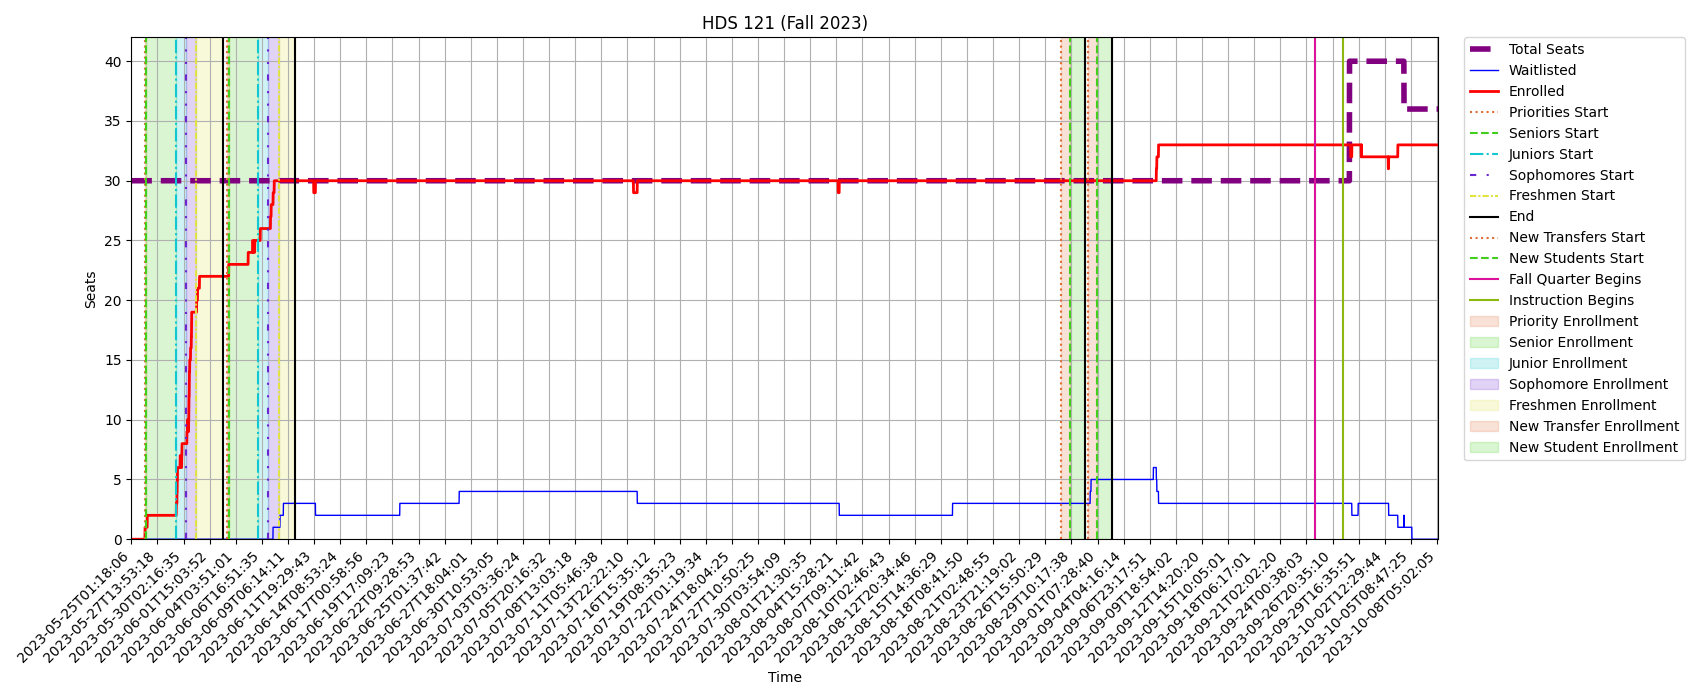 HDS 121 (Fall 2023)
Seats
40
35
30
25
20
15
10
5
0
2023-05-25T01:18:06
2023-05-27T13:53:18
2023-05-30T02:16:35
2023-06-01T15:03:52
2023-06-04T03:51:01
2023-06-06T16:51:35
2023-06-09T06:14:11
2023-06-11T19:29:43
2023-06-14T08:53:24
2023-06-17T00:58:56
2023-06-19T17:09:23
2023-06-22T09:28:53
2023-06-25T01:37:42
2023-06-27T18:04:01
2023-06-30T10:53:05
2023-07-03T03:36:24
2023-07-05T20:16:32
2023-07-08T13:03:18
2023-07-11T05:46:38
2023-07-13T22:22:10
2023-07-16T15:35:12
2023-07-19T08:35:23
2023-07-22T01:19:34
2023-07-24T18:04:25
2023-07-27T10:50:25
2023-07-30T03:54:09
2023-08-01T21:30:35
2023-08-04T15:28:21
2023-08-07T09:11:42
2023-08-10T02:46:43
2023-08-12T20:34:46
2023-08-15T14:36:29
2023-08-18T08:41:50
2023-08-21T02:48:55
2023-08-23T21:19:02
2023-08-26T15:50:29
2023-08-29T10:17:38
2023-09-01T07:28:40
2023-09-04T04:16:14
2023-09-06T23:17:51
2023-09-09T18:54:02
2023-09-12T14:20:20
2023-09-15T10:05:01
2023-09-18T06:17:01
2023-09-21T02:02:20
2023-09-24T00:38:03
2023-09-26T20:35:10
2023-09-29T16:35:51
2023-10-02T12:29:44
2023-10-05T08:47:25
2023-10-08T05:02:05
Time
Total Seats
Waitlisted
Enrolled
Priorities Start
Seniors Start
Juniors Start
Sophomores Start
Freshmen Start
End
New Transfers Start
New Students Start
Fall Quarter Begins
Instruction Begins
Priority Enrollment
Senior Enrollment
Junior Enrollment
Sophomore Enrollment
Freshmen Enrollment
New Transfer Enrollment
New Student Enrollment